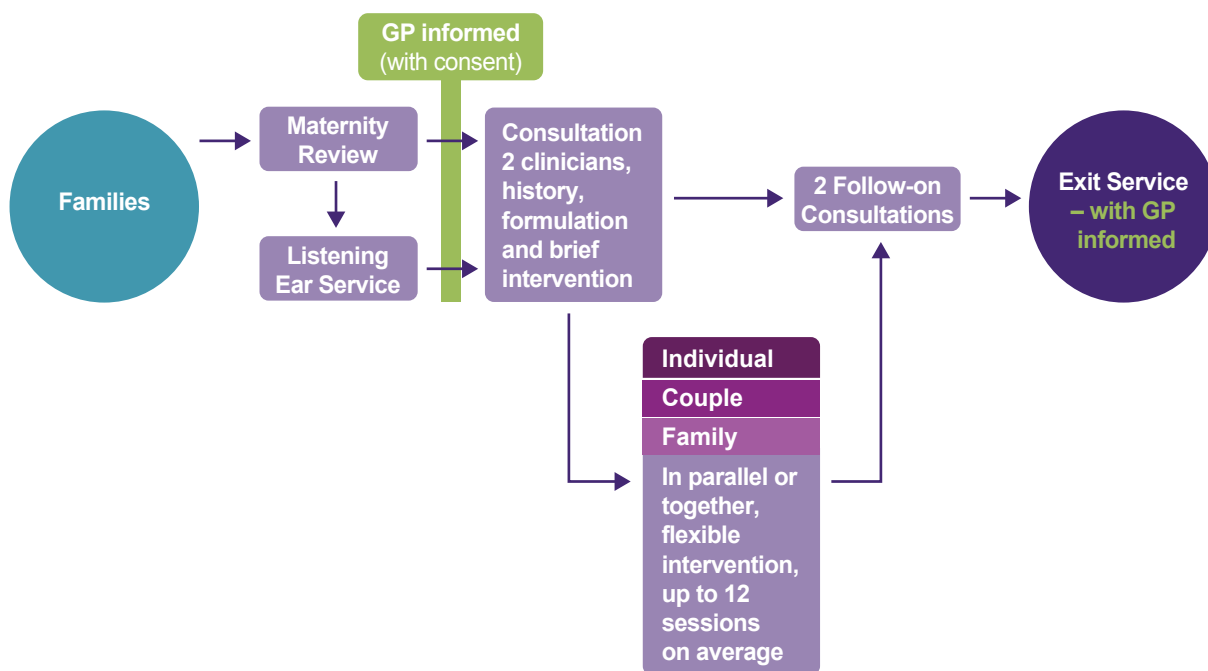 GP informed
(with consent)
Families
Maternity
Review
Listening
Ear Service
Consultation
2 clinicians,
history,
formulation
and brief
intervention
2 Follow-on
Consultations
Exit Service
– with GP
informed
Individual
Couple
Family
In parallel or
together,
flexible
intervention,
up to 12
sessions
on average